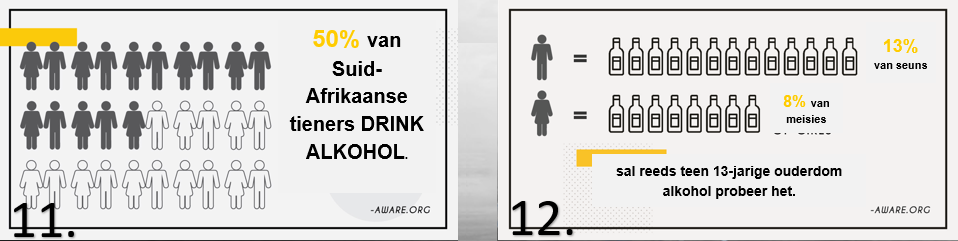 50% van
Suid-
Afrikaanse
tieners DRINK
ALKOHOL.
-AWARE.ORG
11.
=
13%
van seuns
=
8% van
meisies
sal reeds teen 13-jarige ouderdom
alkohol probeer het.
-AWARE.ORG
12.